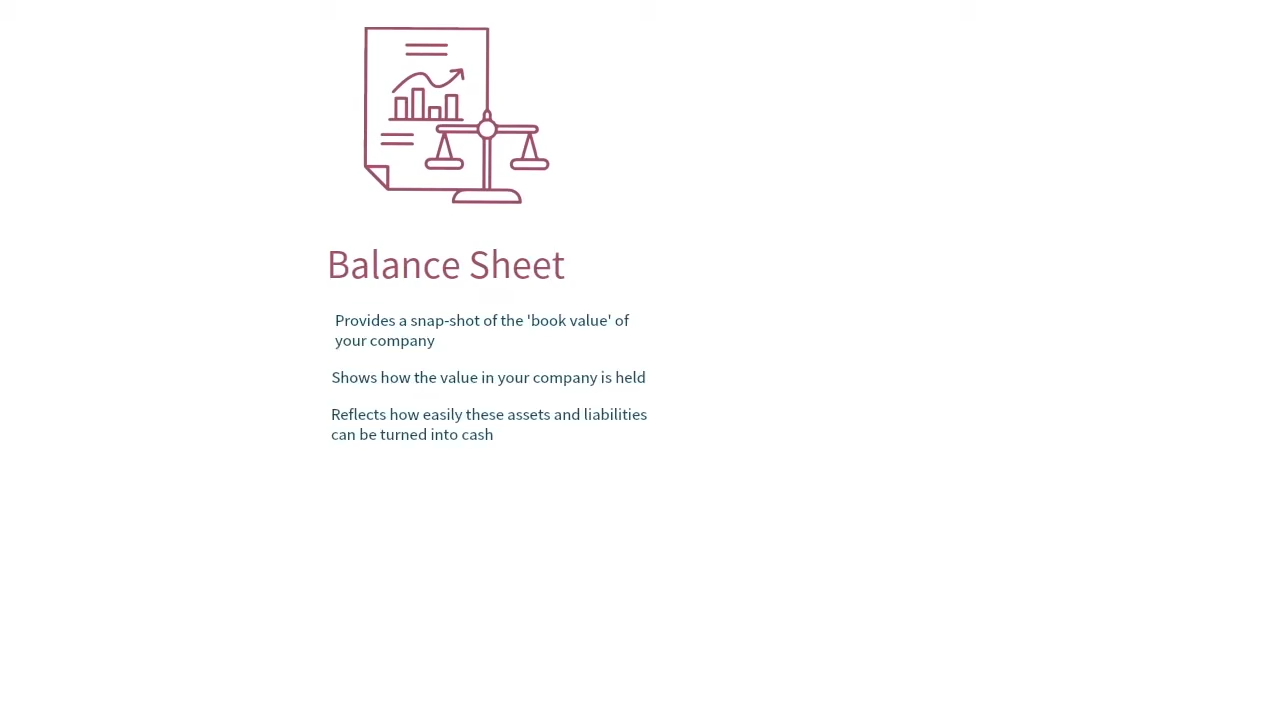 Balance Sheet
Provides a snap-shot of the 'book value' of
your company
Shows how the value in your company is held
Reflects how easily these assets and liabilities
can be turned into cash